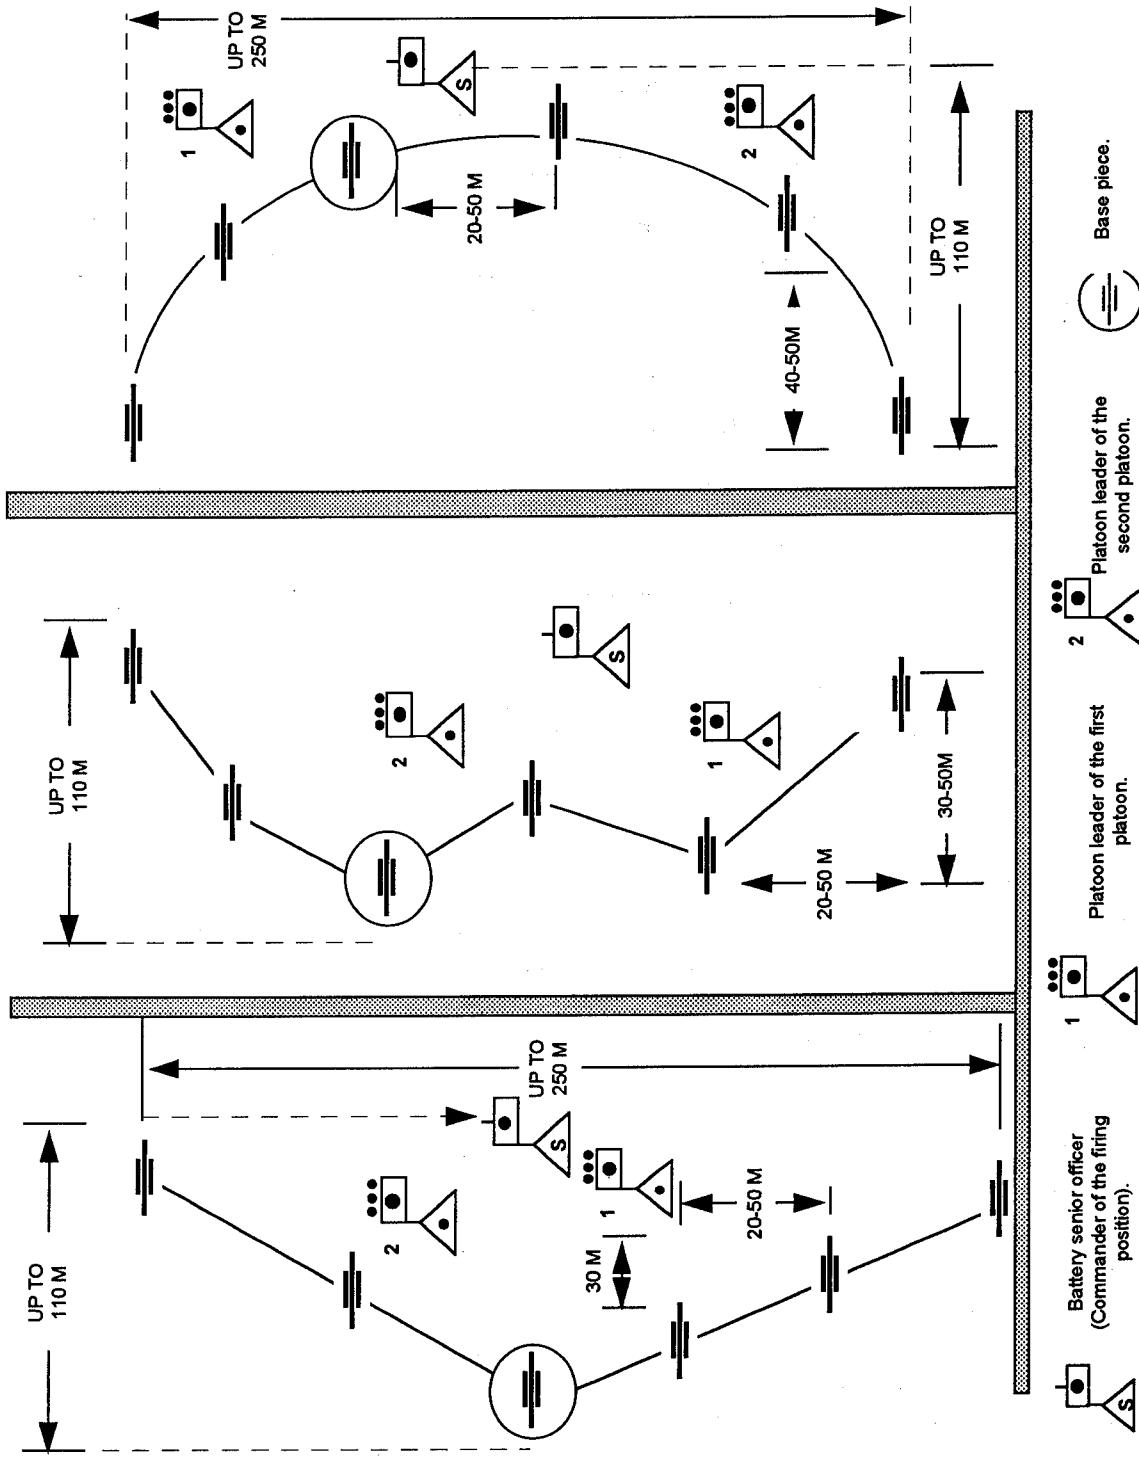 UP TO
110 M
UP TO
250 M
S
2
1
30 M
20-50 M
UP TO
110 M
2
S
1
20-50 M
30-50M
UP TO
250 M
1
S
2
20-50 M
40-50M
UP TO
110 M
S
Battery senior officer
(Commander of the firing
position).
1
Platoon leader of the first
platoon.
2
Platoon leader of the
second platoon.
Base piece.